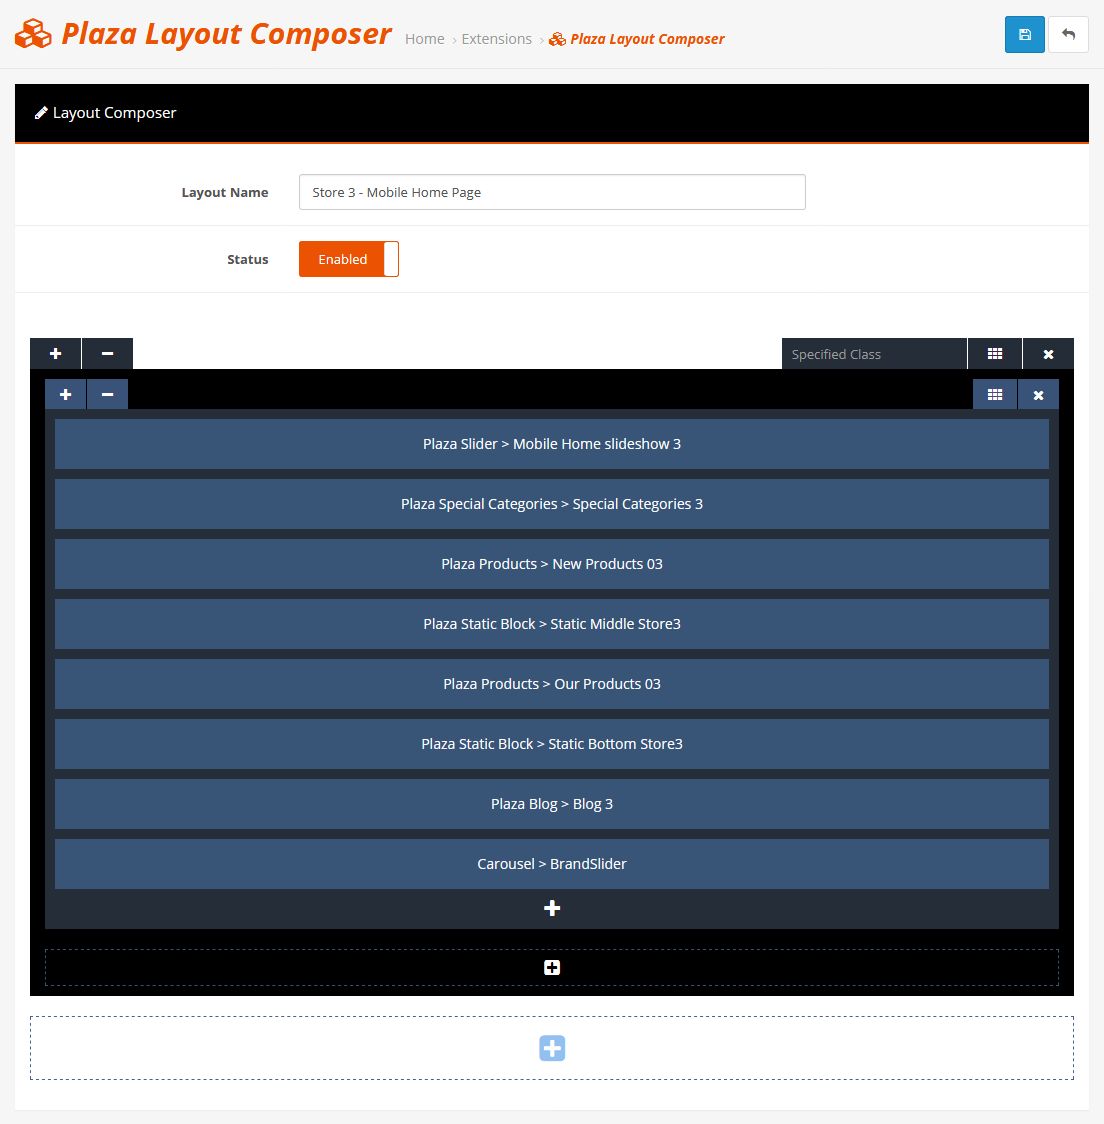 Plaza Layout Composer Home › Extensions › Plaza Layout Composer
Layout Composer
Layout Name Store 3 - Mobile Home Page
Status Enabled
Specified Class
Plaza Slider > Mobile Home slideshow 3
Plaza Special Categories > Special Categories 3
Plaza Products > New Products 03
Plaza Static Block > Static Middle Store3
Plaza Products > Our Products 03
Plaza Static Block > Static Bottom Store3
Plaza Blog > Blog 3
Carousel > BrandSlider